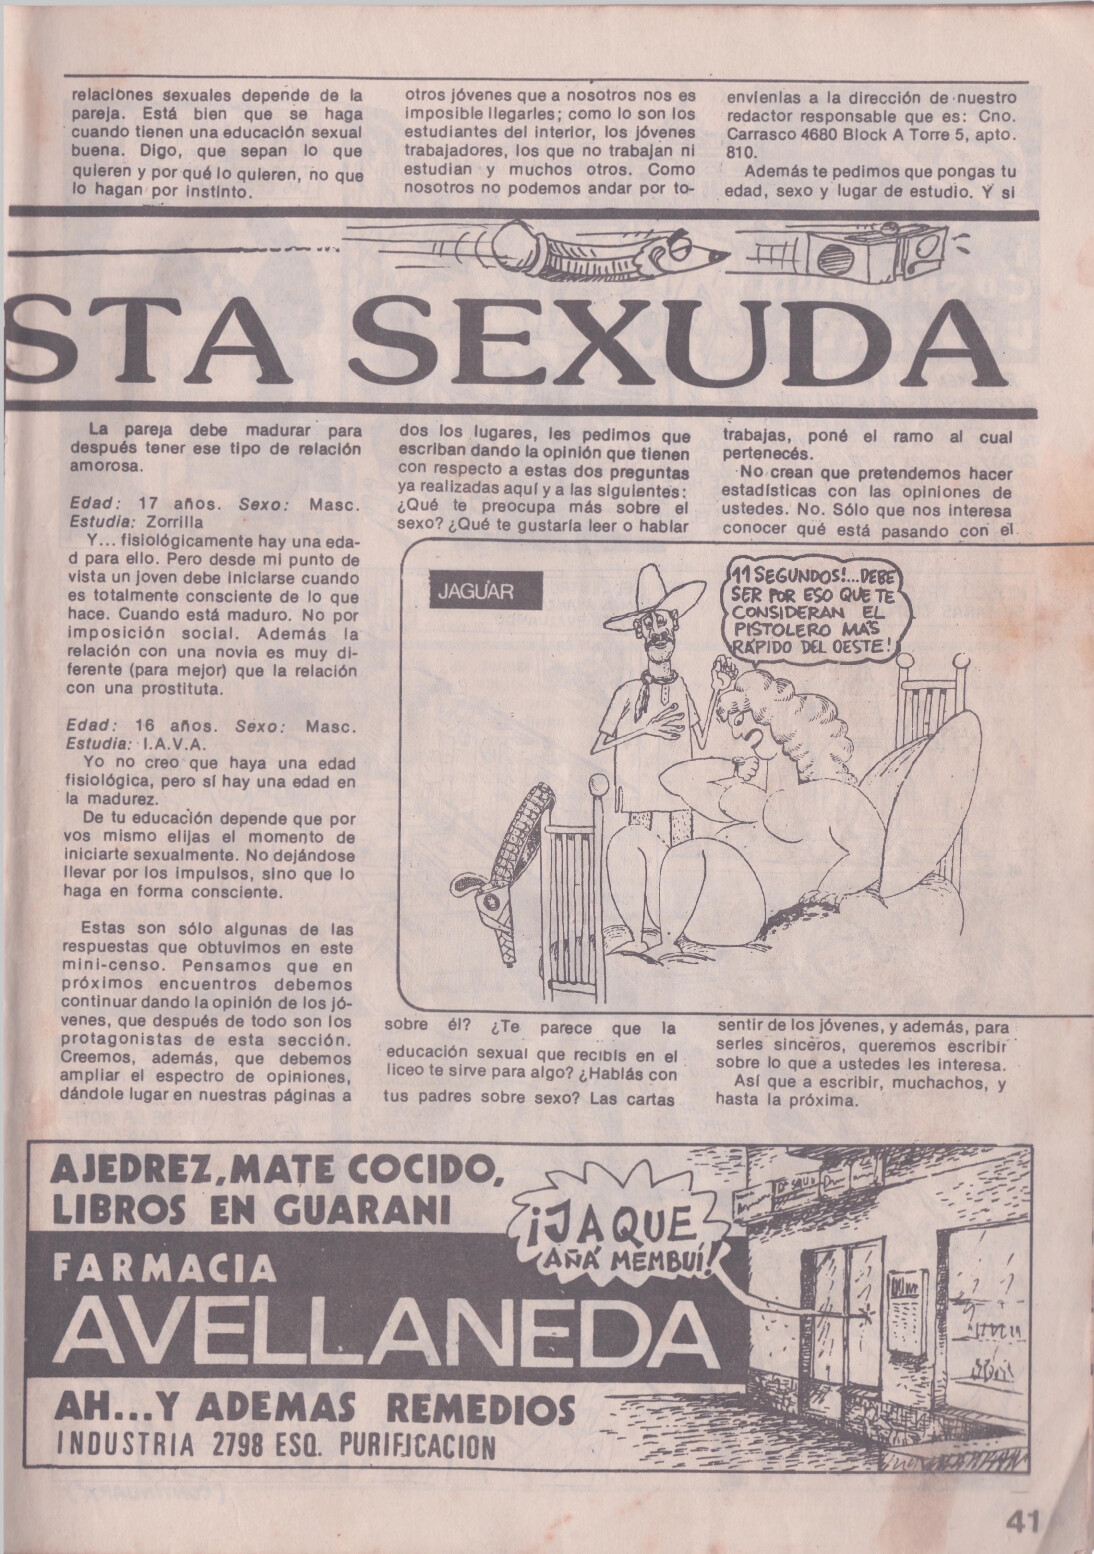 relaciones sexuales depende de la
pareja. Está bien que se haga
cuando tienen una educación sexual
buena. Digo, que sepan lo que
quieren y por qué lo quieren, no que
lo hagan por instinto.
otros jóvenes que a nosotros nos es
imposible llegarles; como lo son los
estudiantes del interior, los jóvenes
trabajadores, los que no trabajan ni
estudian y muchos otros. Como
nosotros no podemos andar por to-
envíenlas a la dirección de nuestro
redactor responsable que es: Cno.
Carrasco 4680 Block A Torre 5, apto.
810.
Además te pedimos que pongas tu
edad, sexo y lugar de estudio. Y si
STA SEXUDA
La pareja debe madurar para
después tener ese tipo de relación
amorosa.
Edad: 17 años. Sexo: Masc.
Estudia: Zorrilla
Y... fisiológicamente hay una eda-
d para ello. Pero desde mi punto de
vista un joven debe iniciarse cuando
es totalmente consciente de lo que
hace. Cuando está maduro. No por
imposición social. Además la
relación con una novia es muy di-
ferente (para mejor) que la relación
con una prostituta.
Edad: 16 años. Sexo: Masc.
Estudia: I.A.V.A.
Yo no creo que haya una edad
fisiológica, pero sí hay una edad en
la madurez.
De tu educación depende que por
vos mismo elijas el momento de
iniciarte sexualmente. No dejándose
llevar por los impulsos, sino que lo
haga en forma consciente.
Estas son sólo algunas de las
respuestas que obtuvimos en este
mini-censo. Pensamos que en
próximos encuentros debemos
continuar dando la opinión de los jó-
venes, que después de todo son los
protagonistas de esta sección.
Creemos, además, que debemos
ampliar el espectro de opiniones,
dándole lugar en nuestras páginas a
dos los lugares, les pedimos que
escriban dando la opinión que tienen
con respecto a estas dos preguntas
ya realizadas aquí y a las siguientes:
¿Qué te preocupa más sobre el
sexo? ¿Qué te gustaría leer o hablar
trabajas, poné el ramo al cual
pertenecés.
No crean que pretendemos hacer
estadísticas con las opiniones de
ustedes. No. Sólo que nos interesa
conocer qué está pasando con el
JAGUAR
11 SEGUNDOS!...DEBE
SER POR ESO QUE TE
CONSIDERAN EL
PISTOLERO MAS
RÁPIDO DEL OESTE!
sobre él? ¿Te parece que la
educación sexual que recibís en el
liceo te sirve para algo? ¿Hablás con
tus padres sobre sexo? Las cartas
sentir de los jóvenes, y además, para
serles sinceros, queremos escribir
sobre lo que a ustedes les interesa.
Así que a escribir, muchachos, y
hasta la próxima.
AJEDREZ, MATE COCIDO,
LIBROS EN GUARANI
¡JAQUE
AÑÁ MEMBUÍ!
FARMACIA
AVELLANEDA
AH...Y ADEMAS REMEDIOS
INDUSTRIA 2798 ESQ. PURIFICACION
41